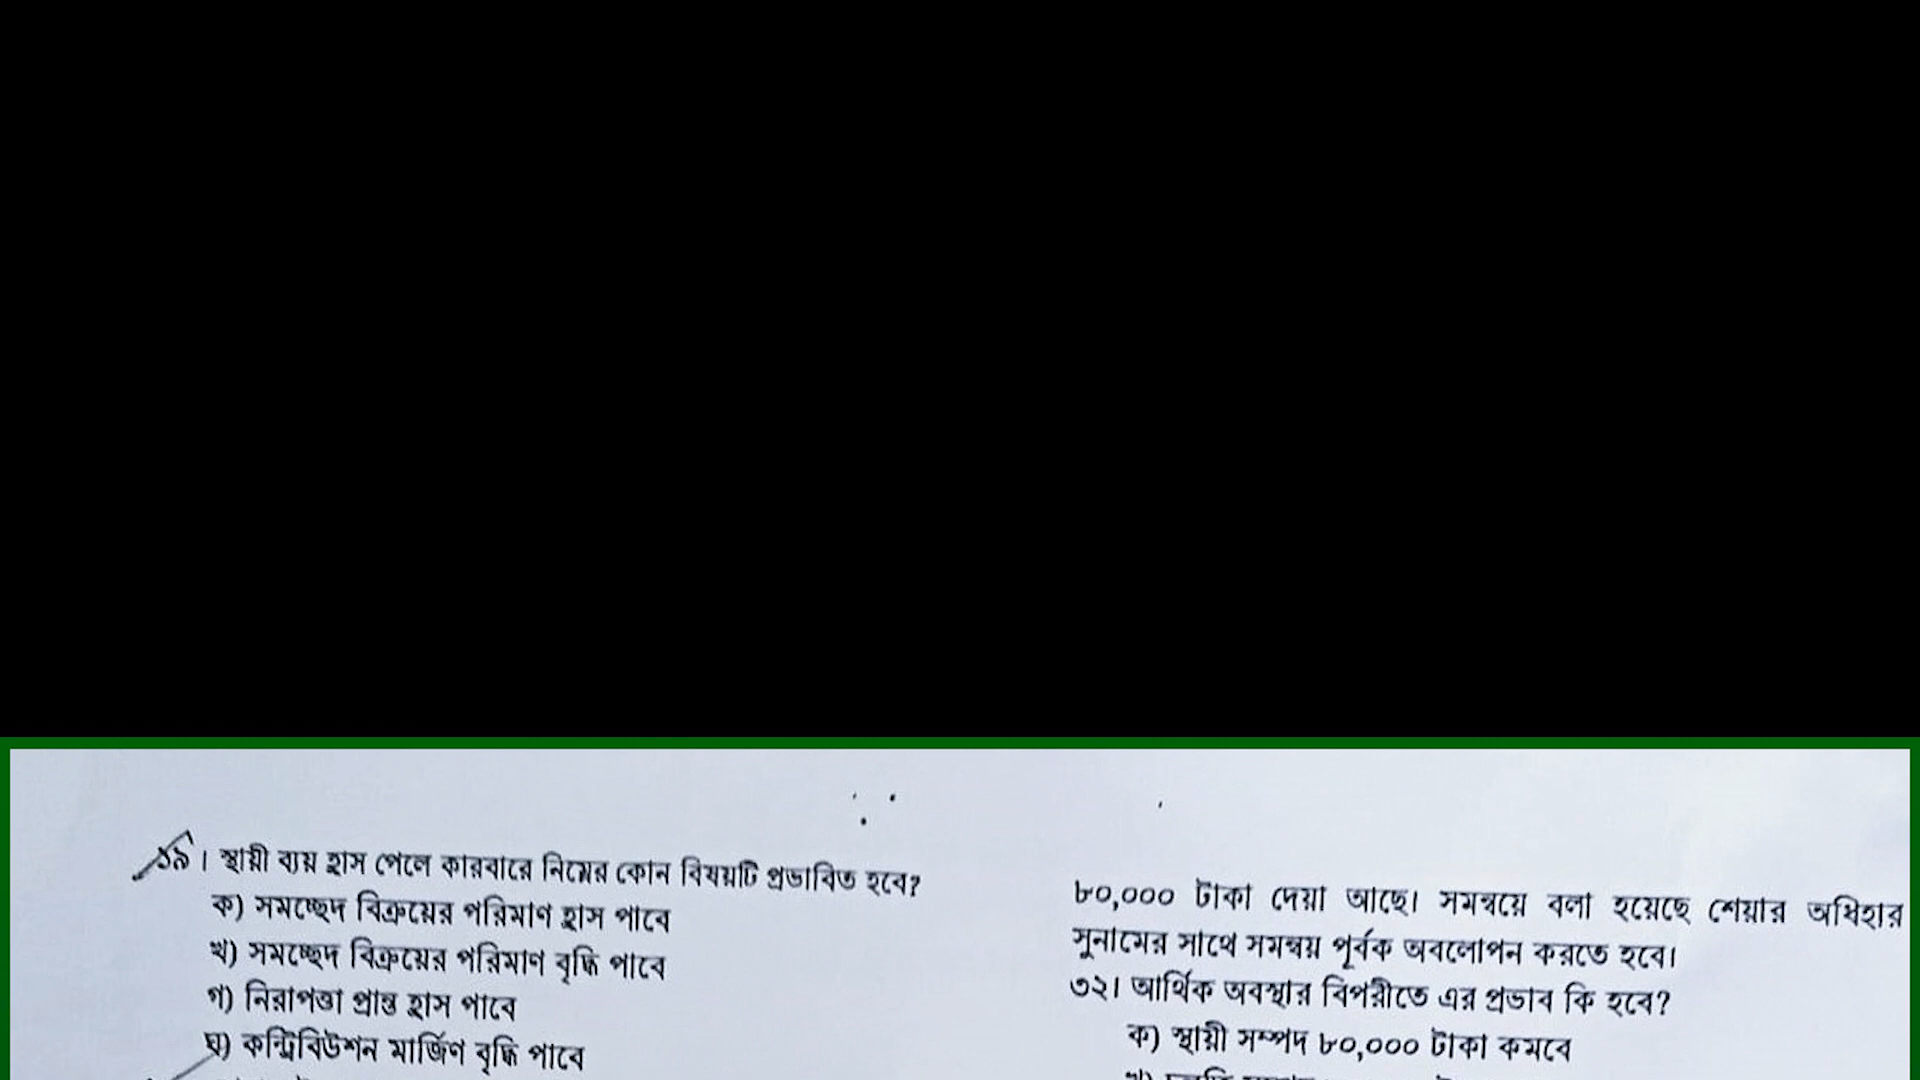 ১৯। স্থায়ী ব্যয় হ্রাস পেলে কারবারে নিম্নের কোন বিষয়টি প্রভাবিত হবে?
ক) সমচ্ছেদ বিক্রয়ের পরিমাণ হ্রাস পাবে
খ) সমচ্ছেদ বিক্রয়ের পরিমাণ বৃদ্ধি পাবে
গ) নিরাপত্তা প্রান্ত হ্রাস পাবে
ঘ) কন্ট্রিবিউশন মার্জিণ বৃদ্ধি পাবে
৮০,০০০ টাকা দেয়া আছে। সমন্বয়ে বলা হয়েছে শেয়ার অধিহার
সুনামের সাথে সমন্বয় পূর্বক অবলোপন করতে হবে।
৩২। আর্থিক অবস্থার বিপরীতে এর প্রভাব কি হবে?
ক) স্থায়ী সম্পদ ৮০,০০০ টাকা কমবে